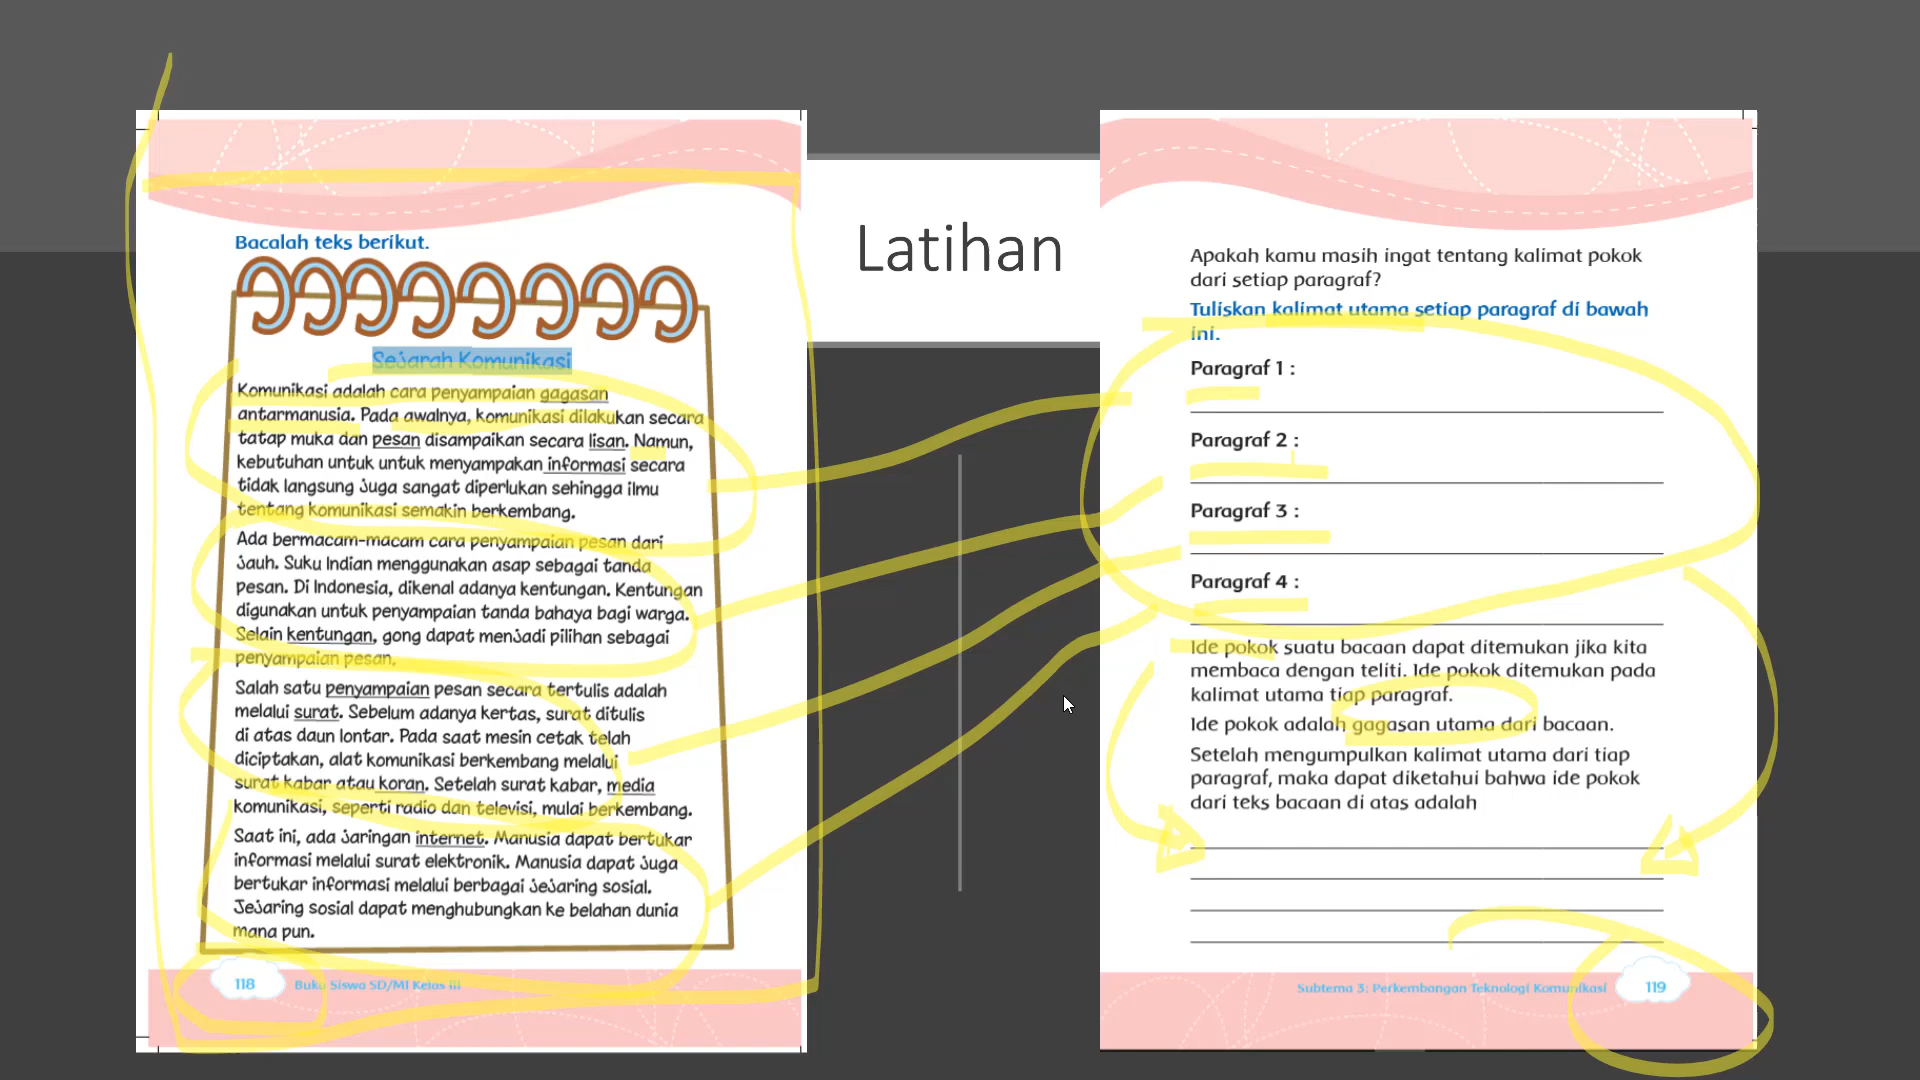 Bacalah teks berikut.
Sejarah Komunikasi
Komunikasi adalah cara penyampaian gagasan
antarmanusia. Pada awalnya, komunikasi dilakukan secara
tatap muka dan pesan disampaikan secara lisan. Namun,
kebutuhan untuk untuk menyampakan informasi secara
tidak langsung juga sangat diperlukan sehingga ilmu
tentang komunikasi semakin berkembang.
Ada bermacam-macam cara penyampaian pesan dari
jauh. Suku Indian menggunakan asap sebagai tanda
pesan. Di Indonesia, dikenal adanya kentungan. Kentungan
digunakan untuk penyampaian tanda bahaya bagi warga.
Selain kentungan, gong dapat menjadi pilihan sebagai
penyampaian pesan.
Salah satu penyampaian pesan secara tertulis adalah
melalui surat. Sebelum adanya kertas, surat ditulis
di atas daun lontar. Pada saat mesin cetak telah
diciptakan, alat komunikasi berkembang melalui
surat kabar atau koran. Setelah surat kabar, media
komunikasi, seperti radio dan televisi, mulai berkembang.
Saat ini, ada jaringan internet. Manusia dapat bertukar
informasi melalui surat elektronik. Manusia dapat juga
bertukar informasi melalui berbagai jejaring sosial.
Jejaring sosial dapat menghubungkan ke belahan dunia
mana pun.
118
Buku Siswa SD/MI Kelas III
Latihan
Apakah kamu masih ingat tentang kalimat pokok
dari setiap paragraf?
Tuliskan kalimat utama setiap paragraf di bawah
ini.
Paragraf 1 :
Paragraf 2 :
Paragraf 3 :
Paragraf 4 :
Ide pokok suatu bacaan dapat ditemukan jika kita
membaca dengan teliti. Ide pokok ditemukan pada
kalimat utama tiap paragraf.
Ide pokok adalah gagasan utama dari bacaan.
Setelah mengumpulkan kalimat utama dari tiap
paragraf, maka dapat diketahui bahwa ide pokok
dari teks bacaan di atas adalah
Subtema 3: Perkembangan Teknologi Komunikasi
119